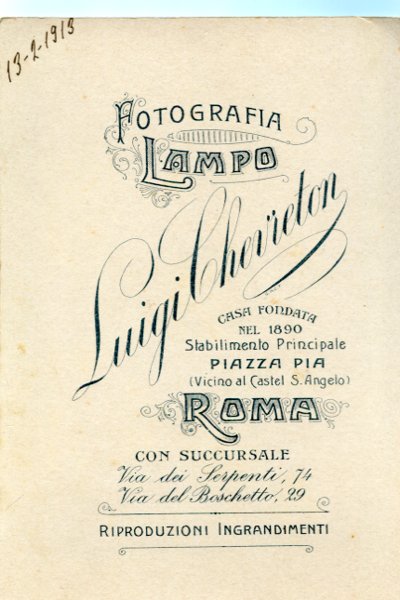 13-2-1913
FOTOGRAFIA
LAMPO
Luigi Chevreton
CASA FONDATA
NEL 1890
Stabilimento Principale
PIAZZA PIA
(Vicino al Castel S. Angelo)
ROMA
CON SUCCURSALE
Via dei Serpenti, 74
Via del Boschetto, 29
RIPRODUZIONI INGRANDIMENTI